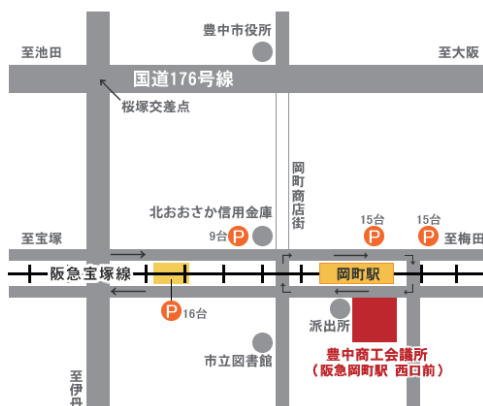 豊中市役所
至池田
至大阪
国道176号線
桜塚交差点
岡町商店街
北おおさか信用金庫
9台 P
15台
P
15台
P
至宝塚
至梅田
阪急宝塚線
岡町駅
P 16台
派出所
市立図書館
豊中商工会議所
(阪急岡町駅 西口前)
至伊丹